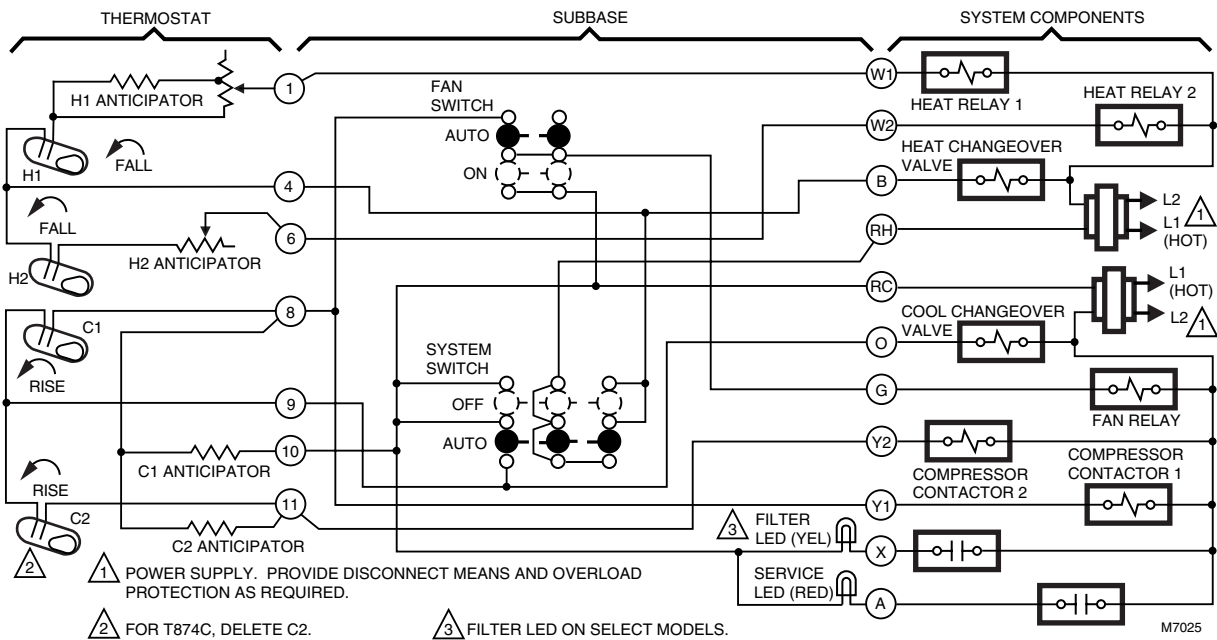 THERMOSTAT
SUBBASE
SYSTEM COMPONENTS
H1 ANTICIPATOR
1
FAN
SWITCH
AUTO
ON
W1
HEAT RELAY 1
HEAT RELAY 2
W2
H1
FALL
HEAT CHANGEOVER
VALVE
4
B
L2
1
L1
(HOT)
FALL
6
RH
H2
H2 ANTICIPATOR
RC
L1
(HOT)
L2
1
8
C1
COOL CHANGEOVER
VALVE
O
RISE
SYSTEM
SWITCH
OFF
AUTO
9
G
FAN RELAY
10
C1 ANTICIPATOR
Y2
COMPRESSOR
CONTACTOR 2
COMPRESSOR
CONTACTOR 1
RISE
11
C2
Y1
C2 ANTICIPATOR
2
3
FILTER
LED (YEL)
X
SERVICE
LED (RED)
A
1
POWER SUPPLY. PROVIDE DISCONNECT MEANS AND OVERLOAD
PROTECTION AS REQUIRED.
2
FOR T874C, DELETE C2.
3
FILTER LED ON SELECT MODELS.
M7025